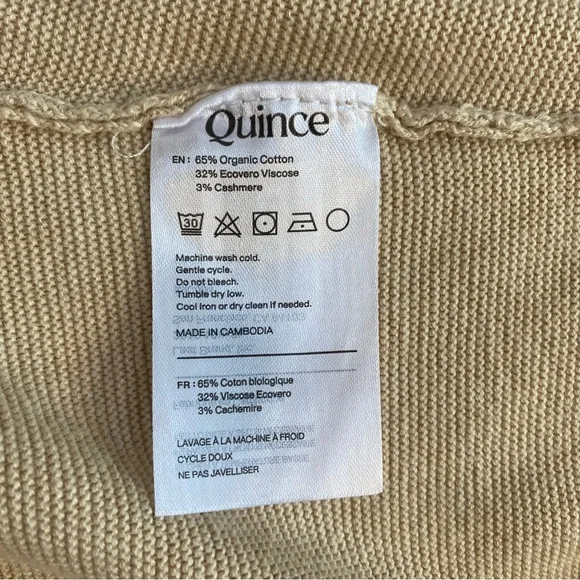 Quince
EN: 65% Organic Cotton
32% Ecovero Viscose
3% Cashmere
30
Machine wash cold.
Gentle cycle.
Do not bleach.
Tumble dry low.
Cool iron or dry clean if needed.
MADE IN CAMBODIA
FR: 65% Coton biologique
32% Viscose Ecovero
3% Cachemire
LAVAGE À LA MACHINE À FROID
CYCLE DOUX
NE PAS JAVELLISER